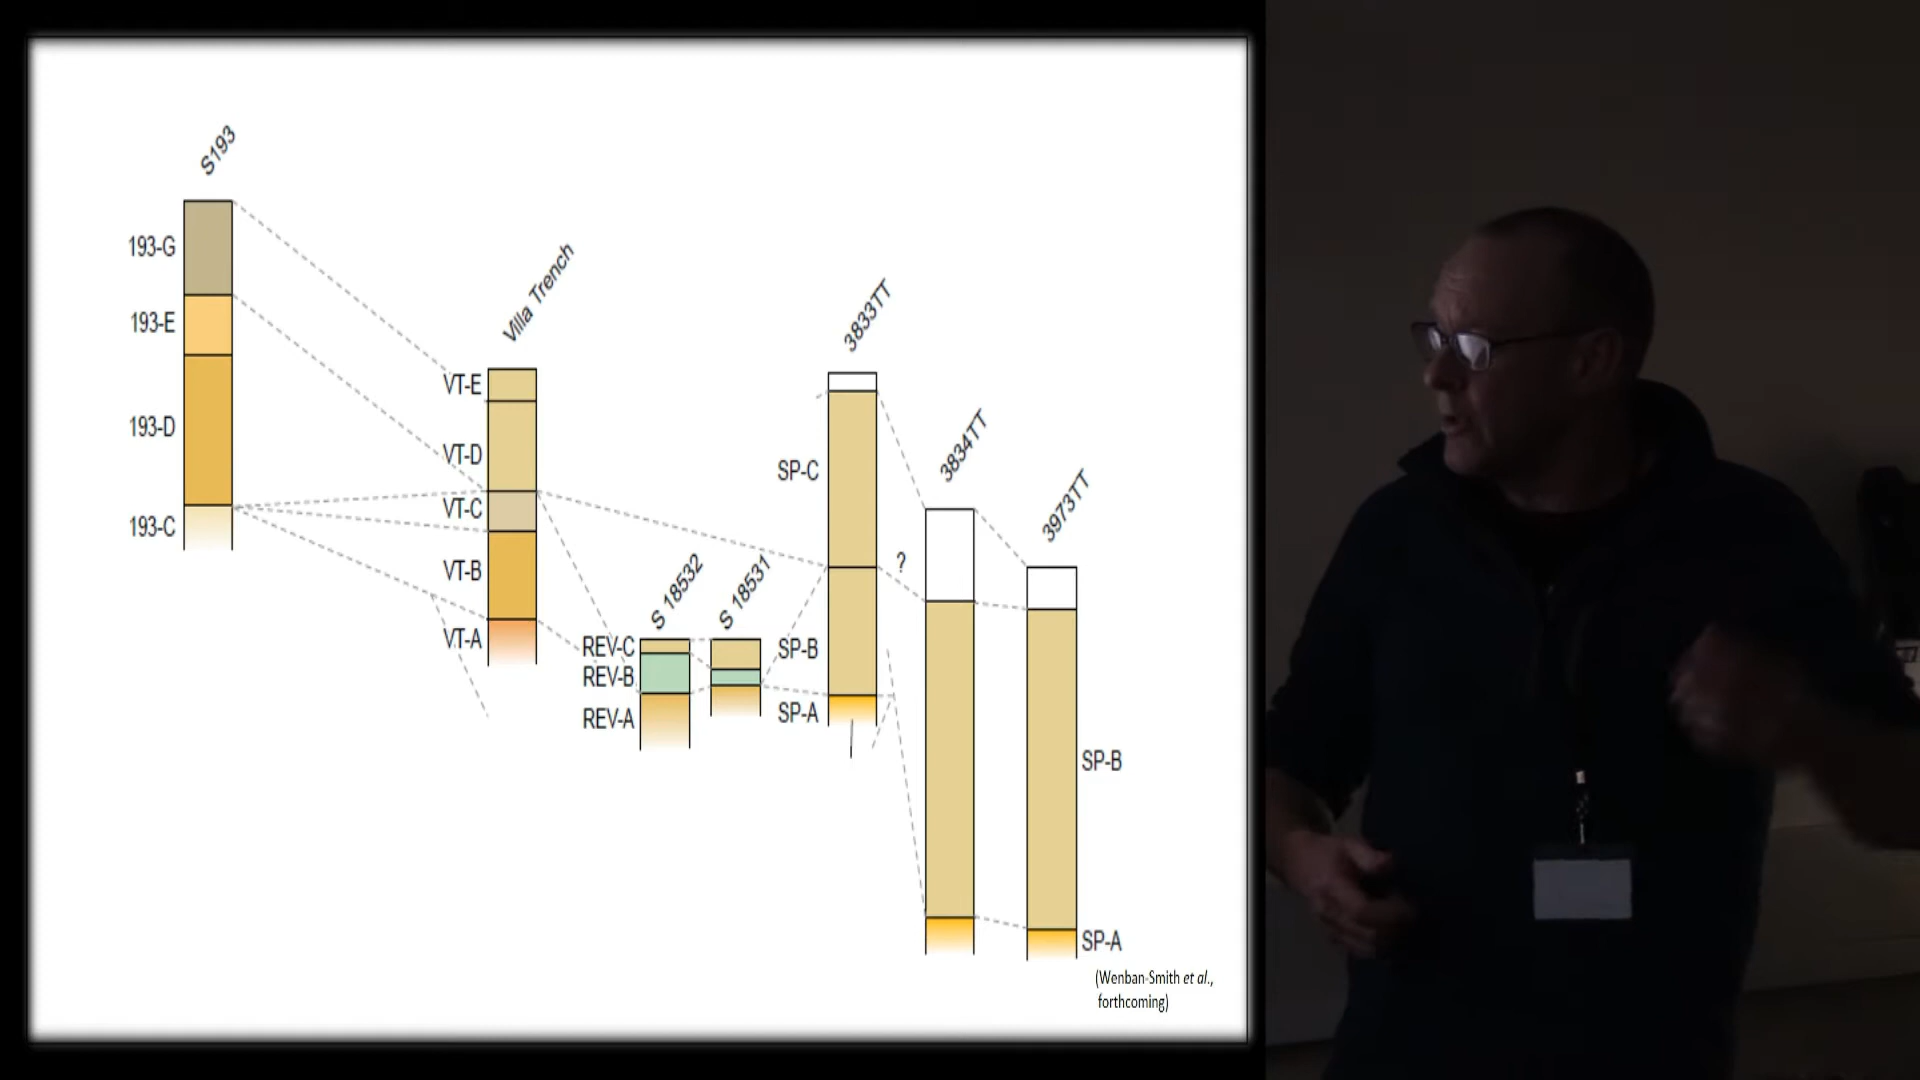 S193
193-G
193-E
193-D
193-C
Villa Trench
VT-E
VT-D
VT-C
VT-B
VT-A
S 18532
S 18531
REV-C
REV-B
REV-A
3833TT
SP-C
SP-B
SP-A
?
3834TT
3973TT
SP-B
SP-A
(Wenban-Smith et al.,
forthcoming)